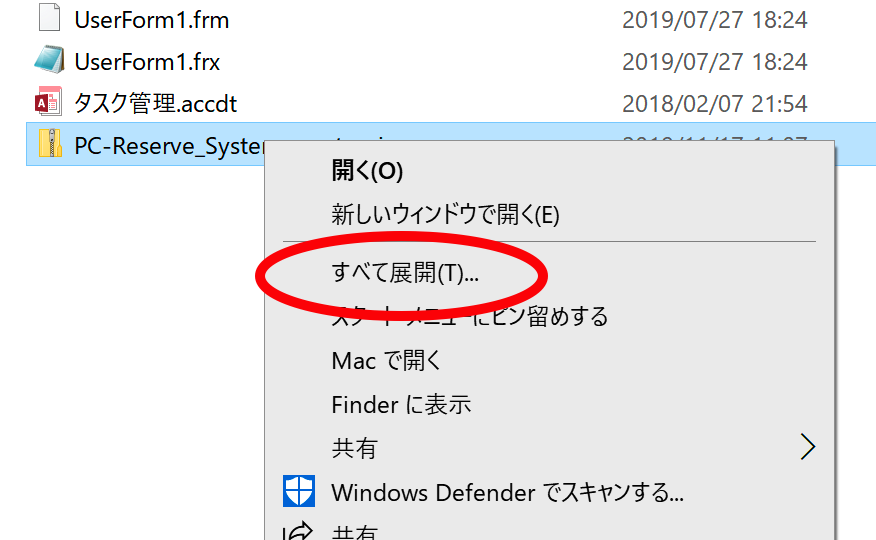 UserForm1.frm 2019/07/27 18:24
UserForm1.frx 2019/07/27 18:24
タスク管理.accdt 2018/02/07 21:54
PC-Reserve_System
開く(O)
新しいウィンドウで開く(E)
すべて展開(T)...
スタート メニューにピン留めする
Mac で開く
Finder に表示
共有
Windows Defender でスキャンする...
共有